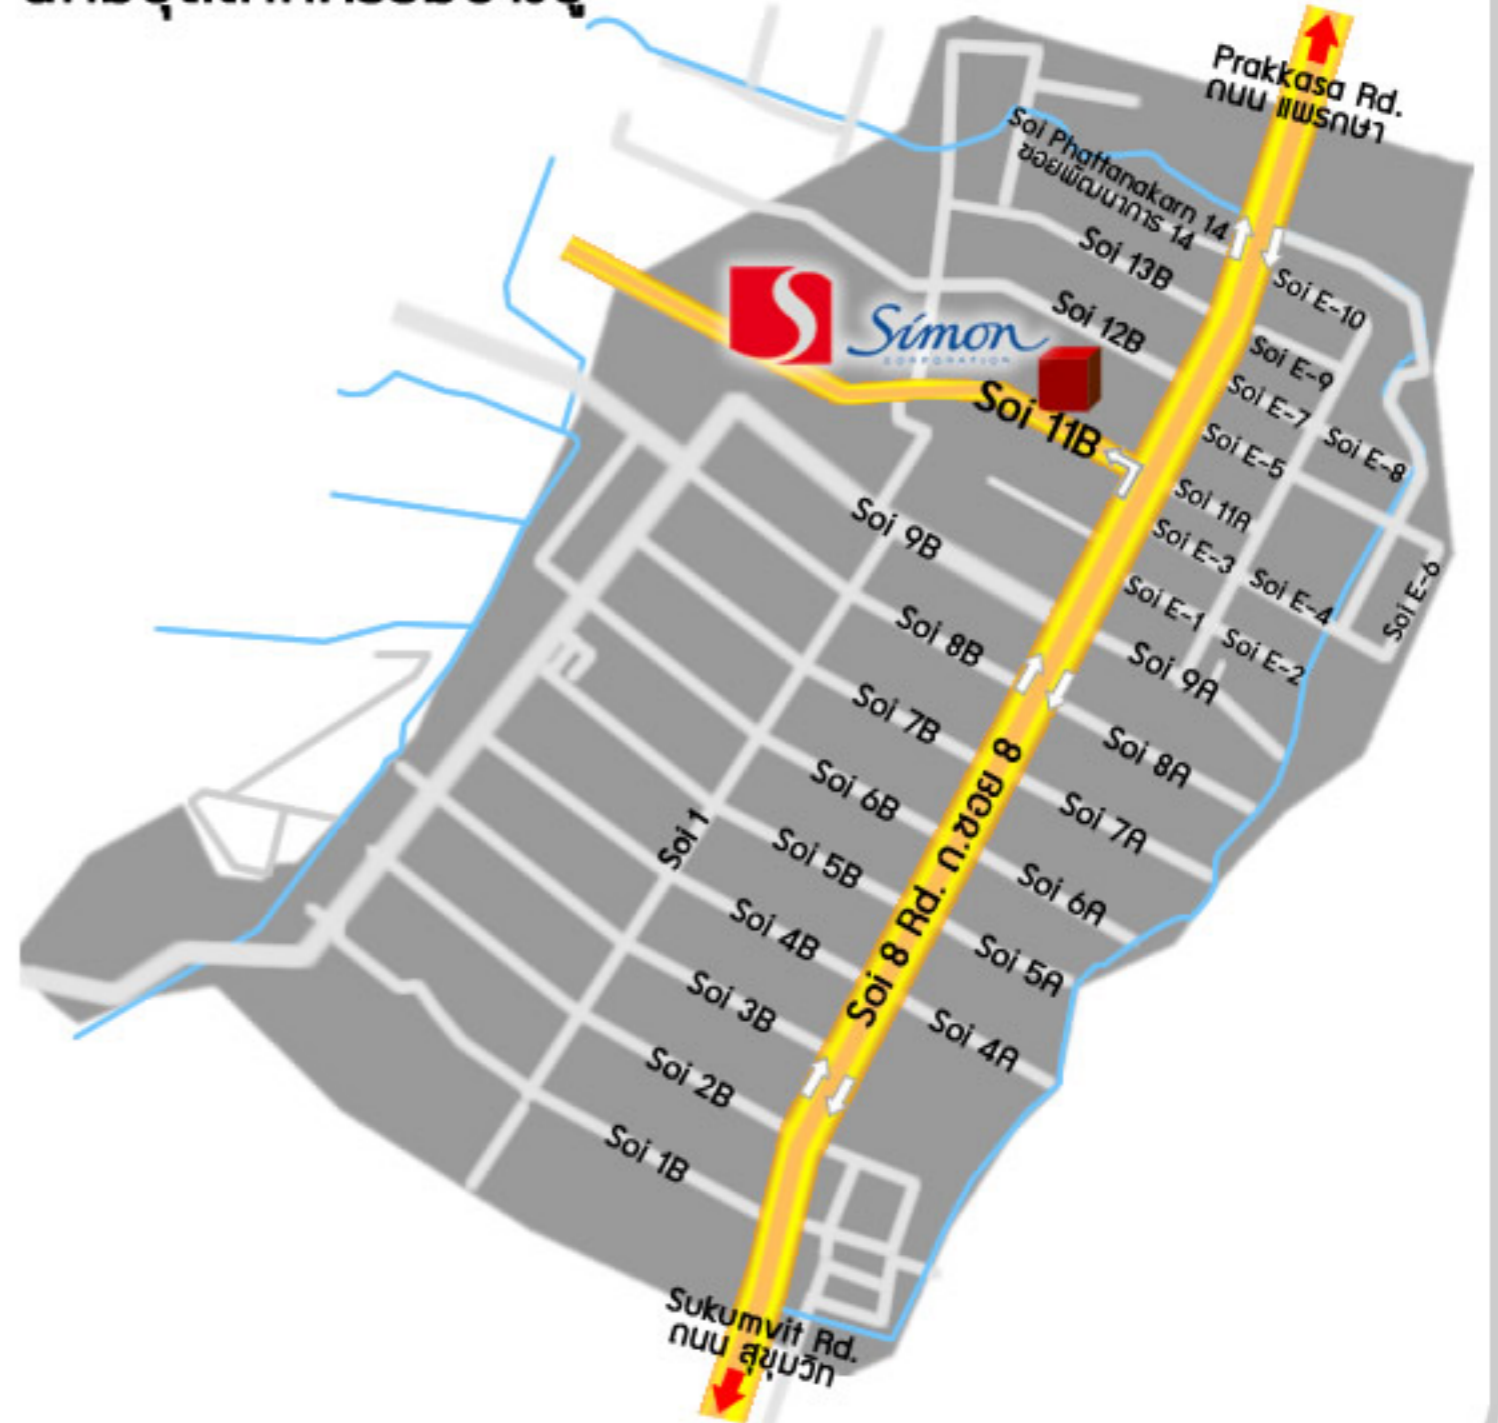 Prakkasa Rd.
ถนน แพรกษา
Soi Phattanakarn 14
ซอยพัฒนาการ 14
Soi 13B
Soi E-10
Soi 12B
Soi E-9
Simon
CORPORATION
Soi E-7
Soi 11B
Soi E-5
Soi E-8
Soi 11A
Soi 9B
Soi E-3
Soi E-1
Soi E-4
Soi E-6
Soi 8B
Soi E-2
Soi 9A
Soi 7B
Soi 8A
Soi 6B
Soi 7A
Soi 1
Soi 5B
Soi 8 Rd. ถ.ซอย 8
Soi 6A
Soi 4B
Soi 5A
Soi 3B
Soi 4A
Soi 2B
Soi 1B
Sukumvit Rd.
ถนน สุขุมวิท